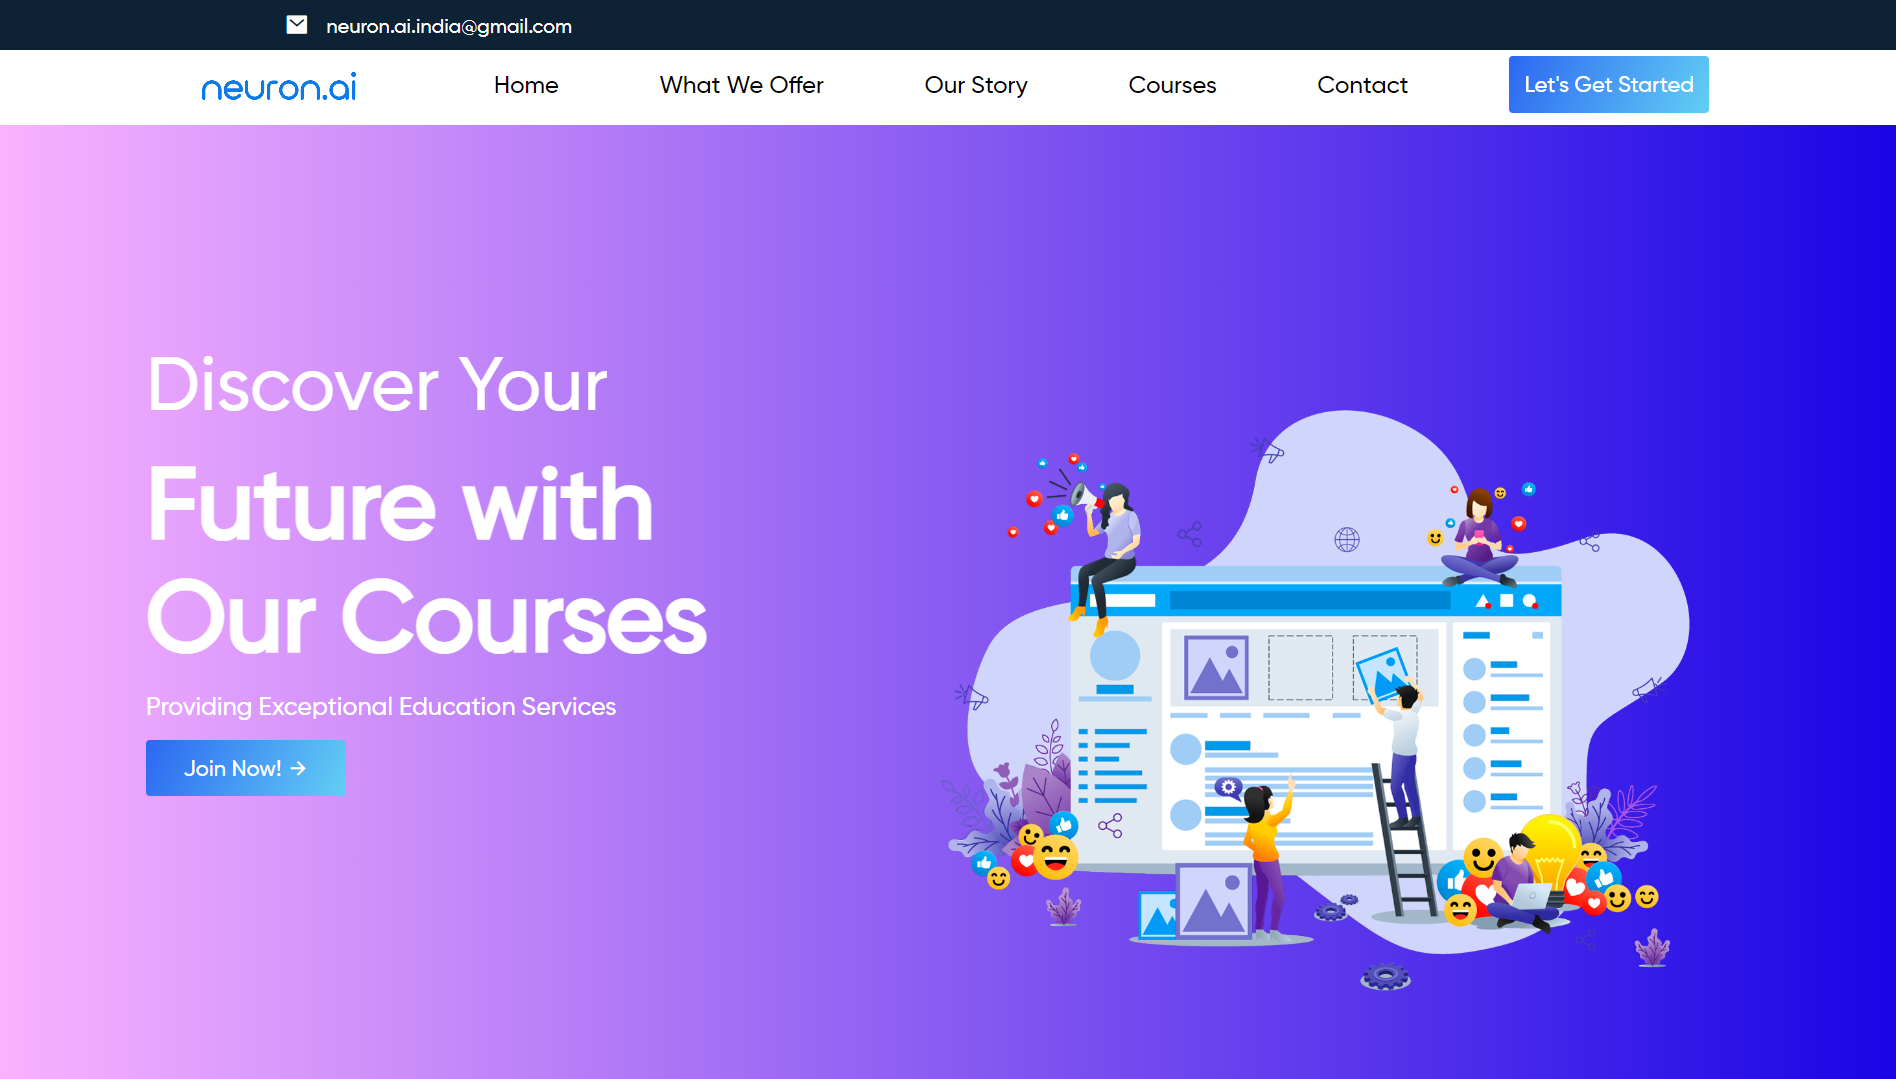 neuron.ai.india@gmail.com
neuron.ai
Home
What We Offer
Our Story
Courses
Contact
Let's Get Started
Discover Your
Future with
Our Courses
Providing Exceptional Education Services
Join Now! →